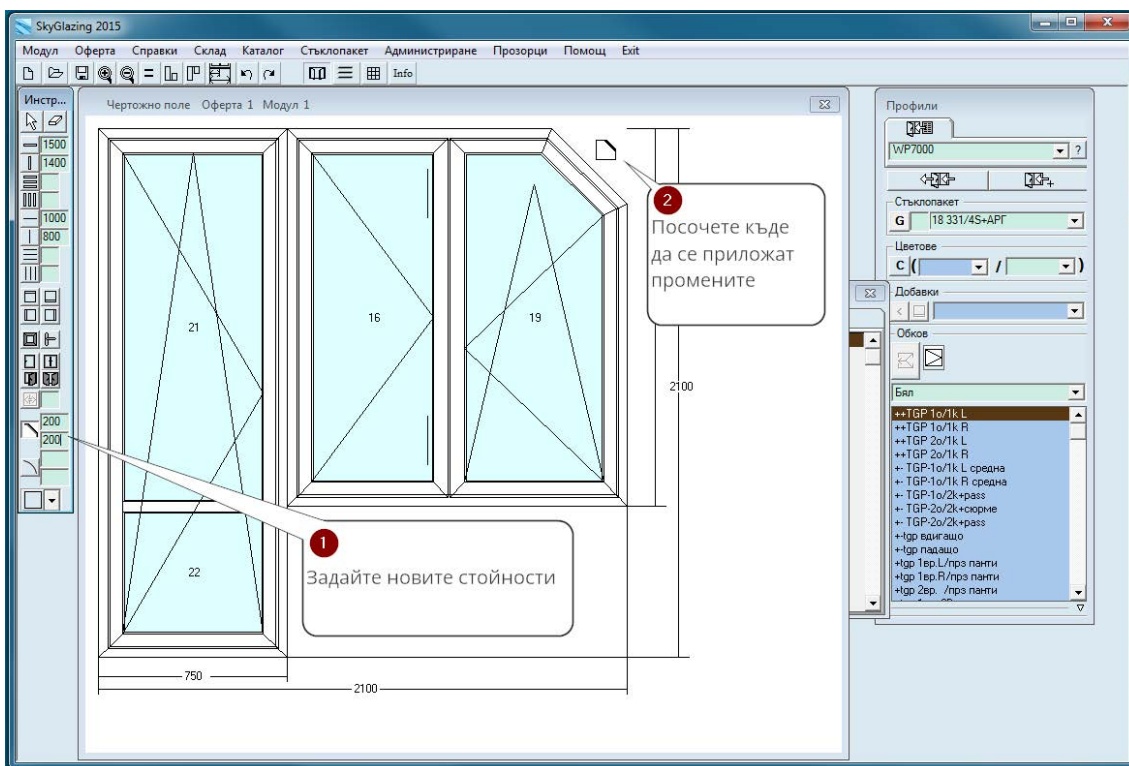 SkyGlazing 2015
Модул Оферта Справки Склад Каталог Стъклопакет Администриране Прозорци Помощ Exit
Info
Инстр...
1500
1400
1000
800
200
200
Чертожно поле Оферта 1 Модул 1
21
16
19
22
2100
750
2100
2
Посочете къде
да се приложат
промените
1
Задайте новите стойности
Профили
WP7000
?
Стъклопакет
G 18 331/4S+АРГ
Цветове
C ( / )
Добавки
<
Обков
Бял
++TGP 1o/1k L
++TGP 1o/1k R
++TGP 2o/1k L
++TGP 2o/1k R
+- TGP-1o/1k L средна
+- TGP-1o/1k R средна
+- TGP-1o/2k+pass
+- TGP-2o/2k+сюрме
+- TGP-2o/2k+pass
+-tgp вдигащо
+-tgp падащо
+tgp 1вр.L/прз панти
+tgp 1вр.R/прз панти
+tgp 2вр. /прз панти